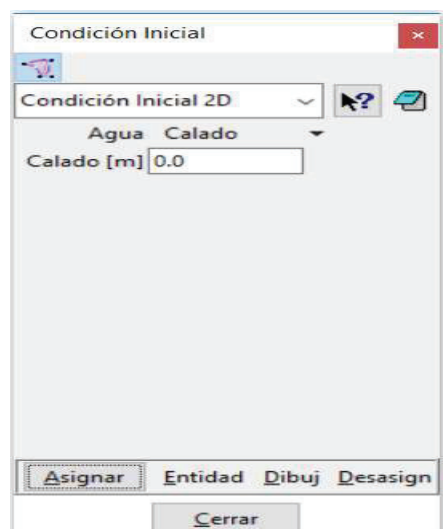 Condición Inicial
Condición Inicial 2D
Agua Calado
Calado [m] 0.0
Asignar Entidad Dibuj Desasign
Cerrar